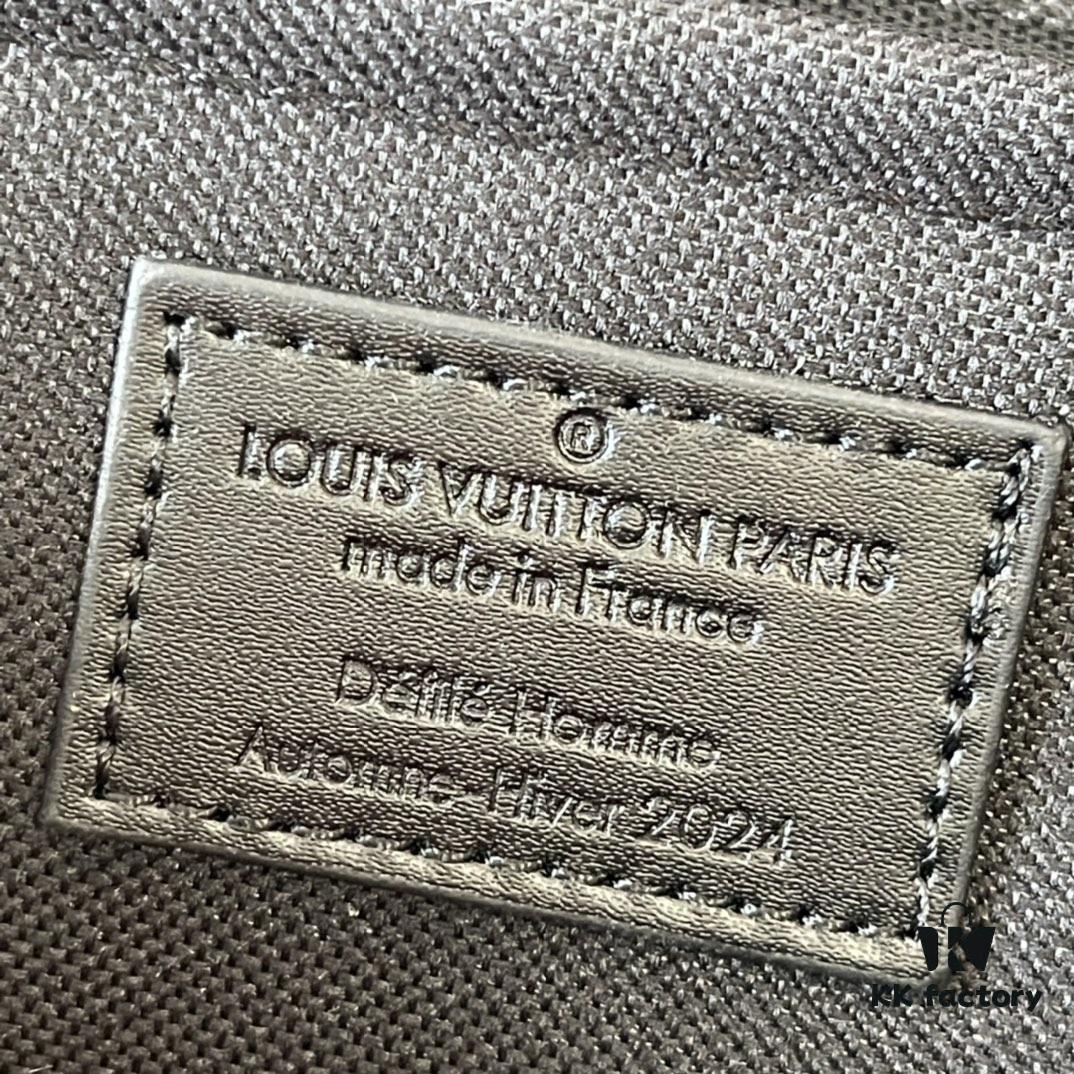 ®
LOUIS VUITTON PARIS
made in France
Défilé Homme
Automne-Hiver 2024
KK factory